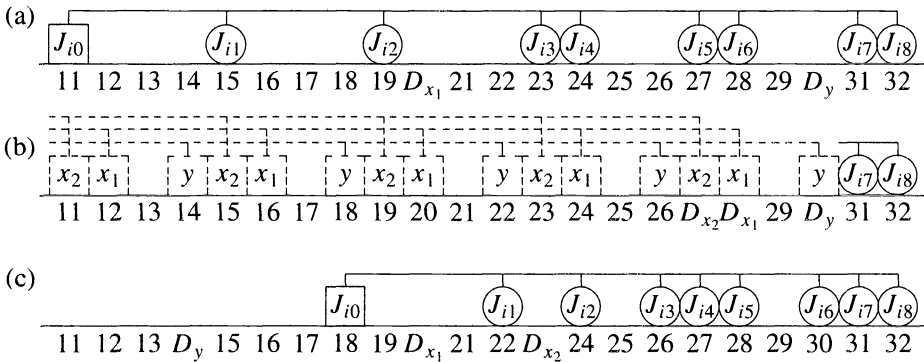 (a)
J_{i0} J_{i1} J_{i2} J_{i3} J_{i4} J_{i5} J_{i6} J_{i7} J_{i8}
11 12 13 14 15 16 17 18 19 D_{x_1} 21 22 23 24 25 26 27 28 29 D_y 31 32
(b)
x_2 x_1 y x_2 x_1 y x_2 x_1 y x_2 x_1 y x_2 x_1 y J_{i7} J_{i8}
11 12 13 14 15 16 17 18 19 20 21 22 23 24 25 26 D_{x_2} D_{x_1} 29 D_y 31 32
(c)
J_{i0} J_{i1} J_{i2} J_{i3} J_{i4} J_{i5} J_{i6} J_{i7} J_{i8}
11 12 13 D_y 15 16 17 18 19 D_{x_1} 21 22 D_{x_2} 24 25 26 27 28 29 30 31 32